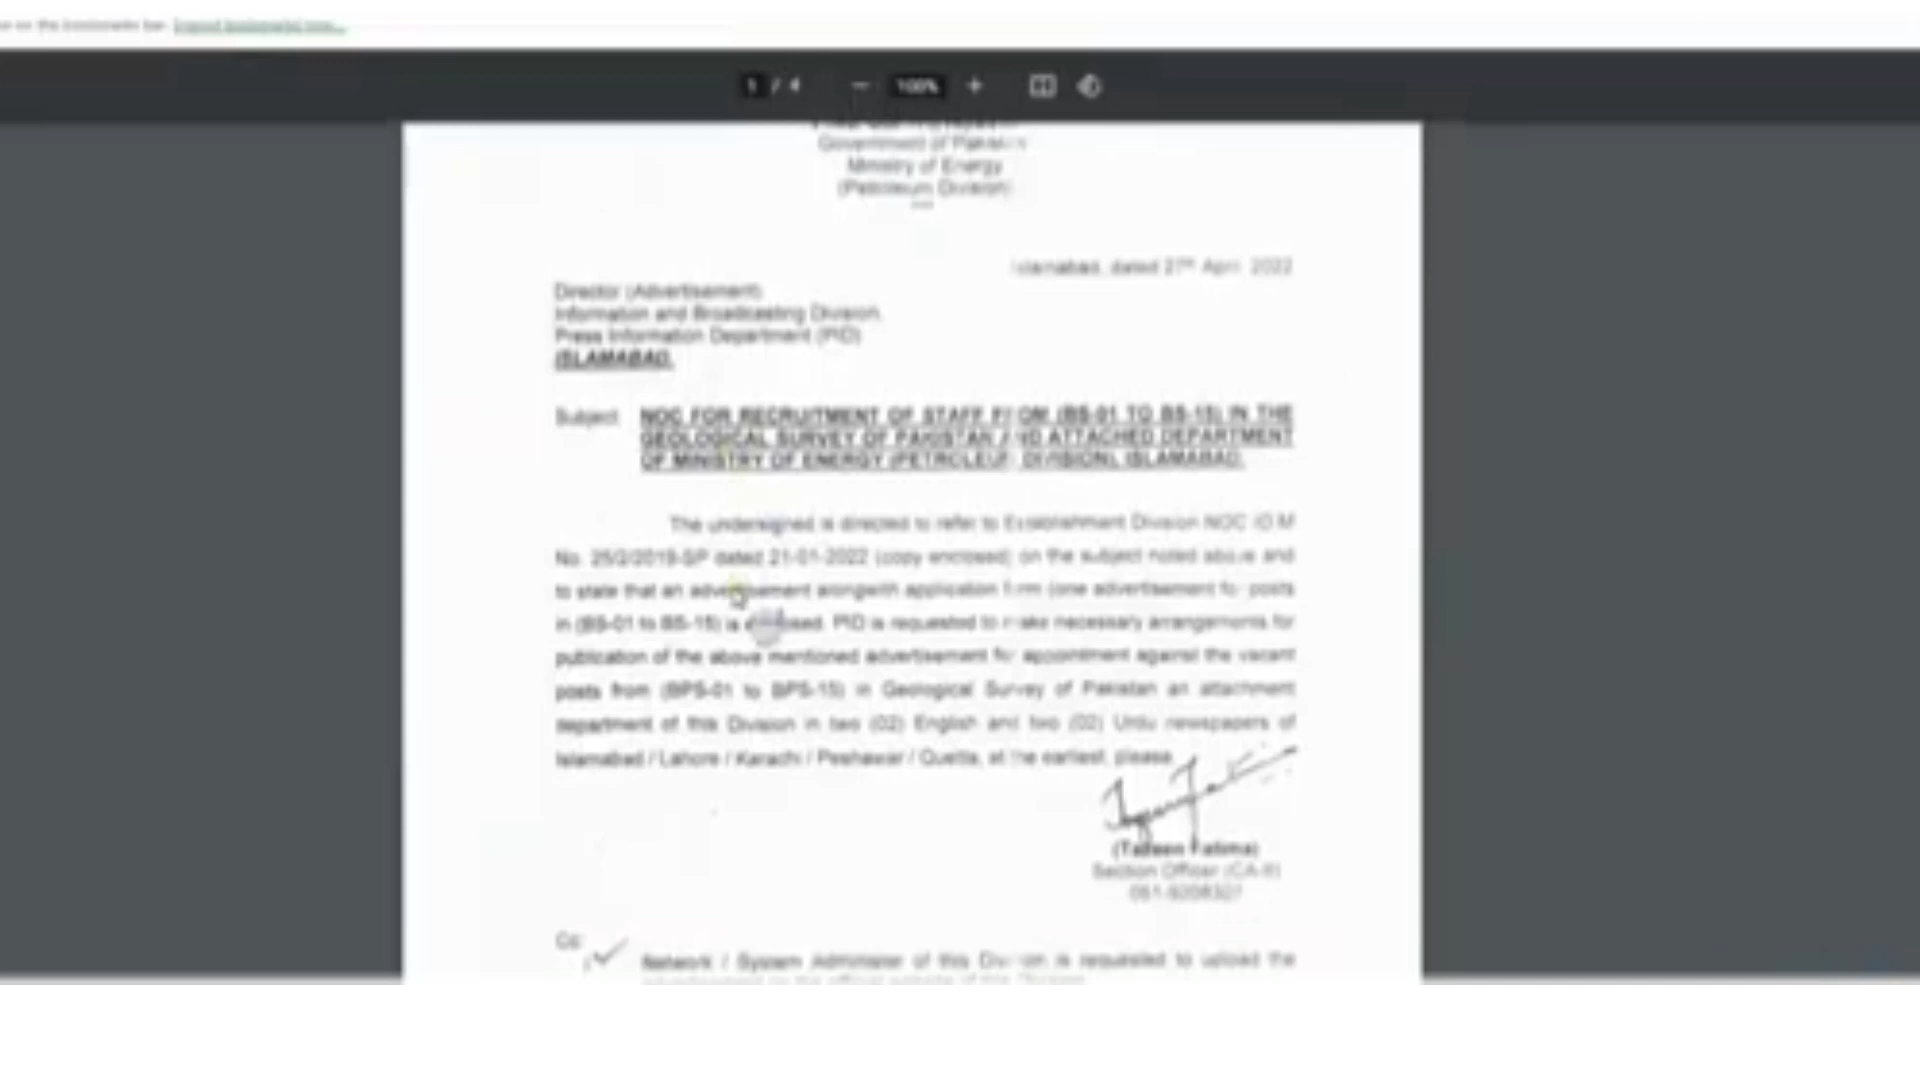 on the bookmarks bar.
1 / 4
100%
Government of Pakistan
Ministry of Energy
(Petroleum Division)
Islamabad, dated 27th April, 2022
Director (Advertisement)
Information and Broadcasting Division,
Press Information Department (PID)
ISLAMABAD.
Subject: NOC FOR RECRUITMENT OF STAFF FROM (BS-01 TO BS-15) IN THE
GEOLOGICAL SURVEY OF PAKISTAN AND ATTACHED DEPARTMENT
OF MINISTRY OF ENERGY (PETROLEUM DIVISION), ISLAMABAD.
The undersigned is directed to refer to Establishment Division NOC O.M
No. 25/2/2019-SP dated 21-01-2022 (copy enclosed) on the subject noted above and
to state that an advertisement alongwith application form (one advertisement for posts
in (BS-01 to BS-15) is enclosed. PID is requested to make necessary arrangements for
publication of the above mentioned advertisement for appointment against the vacant
posts from (BPS-01 to BPS-15) in Geological Survey of Pakistan an attachment
department of this Division in two (02) English and two (02) Urdu newspapers of
Islamabad / Lahore / Karachi / Peshawar / Quetta, at the earliest, please.
Fatima)
Section Officer (CA-II)
Cc:
Network / System Administer of this Division is requested to upload the